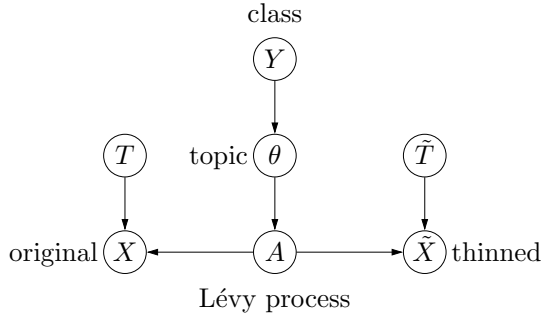 class
Y
T
topic θ
T̃
original X
A
X̃ thinned
Lévy process